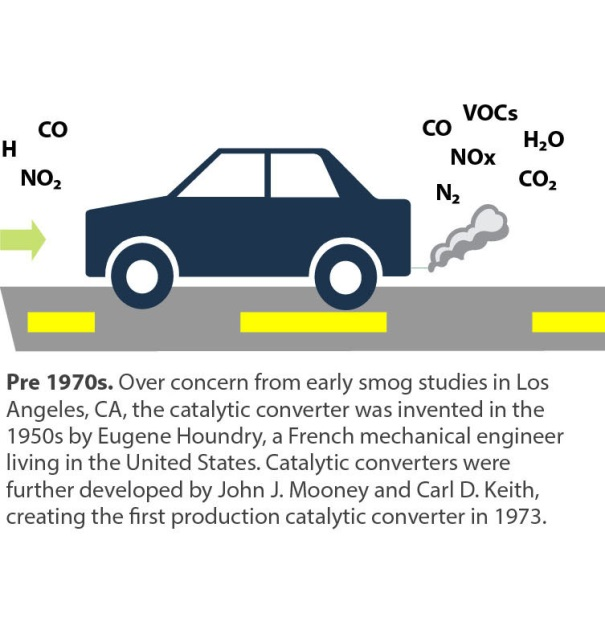 VOCs
CO
CO
H₂O
H
NOx
NO₂
CO₂
N₂
Pre 1970s. Over concern from early smog studies in Los
Angeles, CA, the catalytic converter was invented in the
1950s by Eugene Houndry, a French mechanical engineer
living in the United States. Catalytic converters were
further developed by John J. Mooney and Carl D. Keith,
creating the first production catalytic converter in 1973.